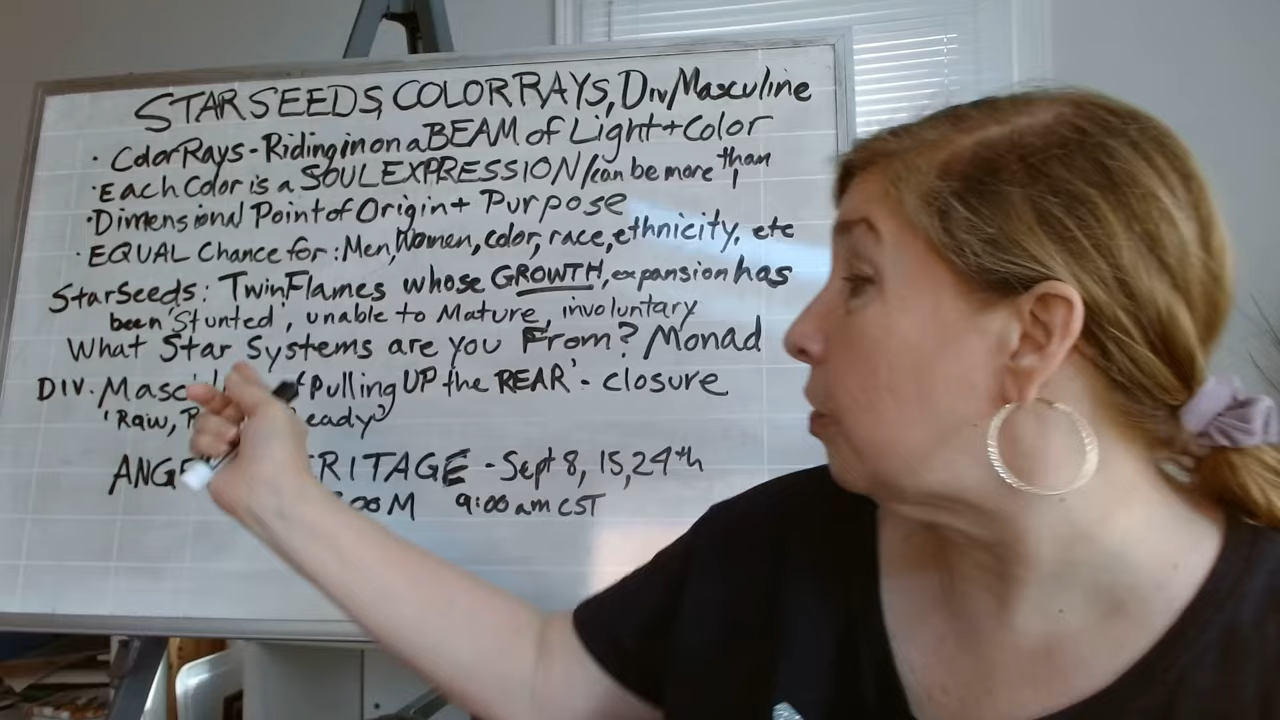 STARSEEDS, COLOR RAYS, Div/Masculine
· Color Rays - Riding in on a BEAM of Light + Color
· Each Color is a SOUL EXPRESSION / can be more than 1
· Dimensional Point of Origin + Purpose
· EQUAL Chance for: Men, Women, color, race, ethnicity, etc
StarSeeds: Twin Flames whose GROWTH, expansion has
been 'Stunted', unable to Mature, involuntary
What Star Systems are you From? Monad
DIV. 'Pulling UP the REAR' - closure
'Raw,
- Sept 8, 15, 24th
9:00 am CST